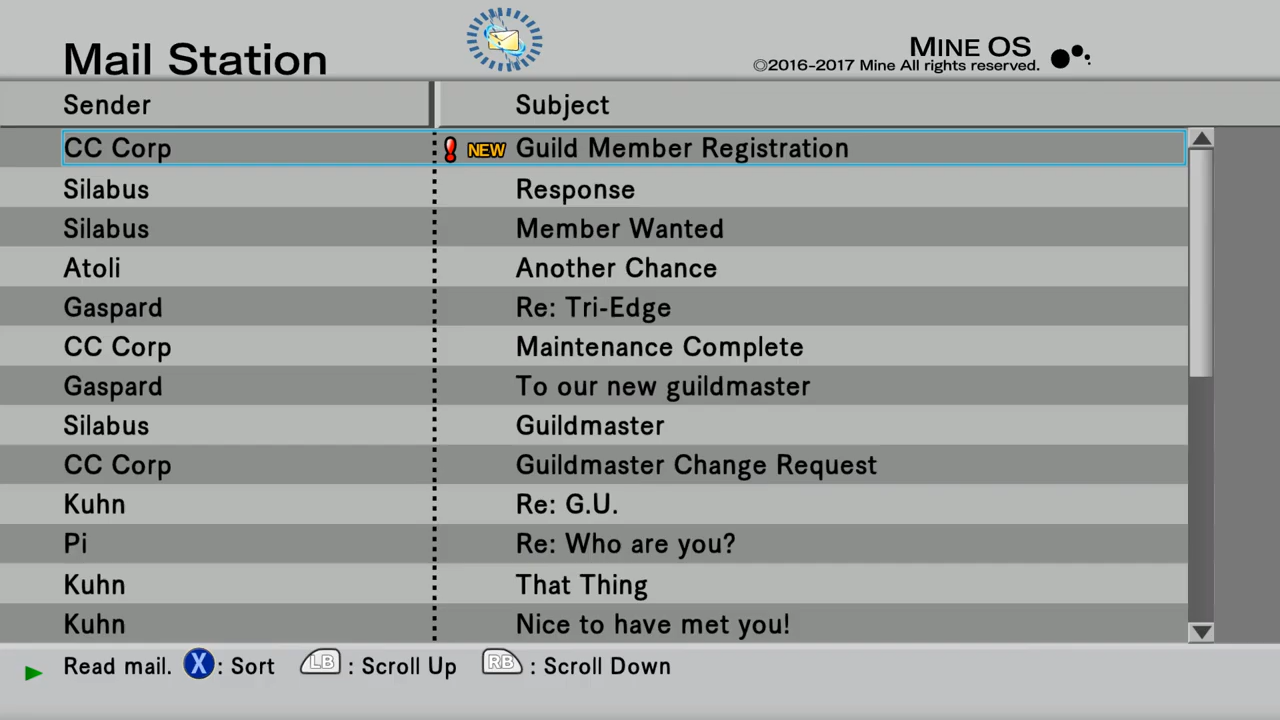 Mail Station
MINE OS
©2016-2017 Mine All rights reserved.
Sender Subject
CC Corp NEW Guild Member Registration
Silabus Response
Silabus Member Wanted
Atoli Another Chance
Gaspard Re: Tri-Edge
CC Corp Maintenance Complete
Gaspard To our new guildmaster
Silabus Guildmaster
CC Corp Guildmaster Change Request
Kuhn Re: G.U.
Pi Re: Who are you?
Kuhn That Thing
Kuhn Nice to have met you!
Read mail. X : Sort LB : Scroll Up RB : Scroll Down